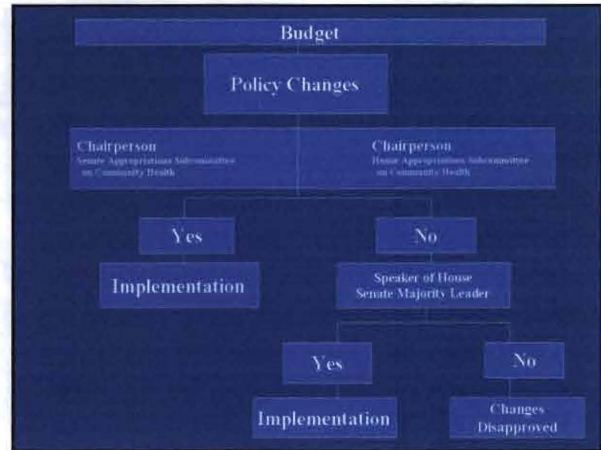 Budget
Policy Changes
Chairperson
Senate Appropriations Subcommittee
on Community Health
Chairperson
House Appropriations Subcommittee
on Community Health
Yes
No
Implementation
Speaker of House
Senate Majority Leader
Yes
No
Implementation
Changes
Disapproved